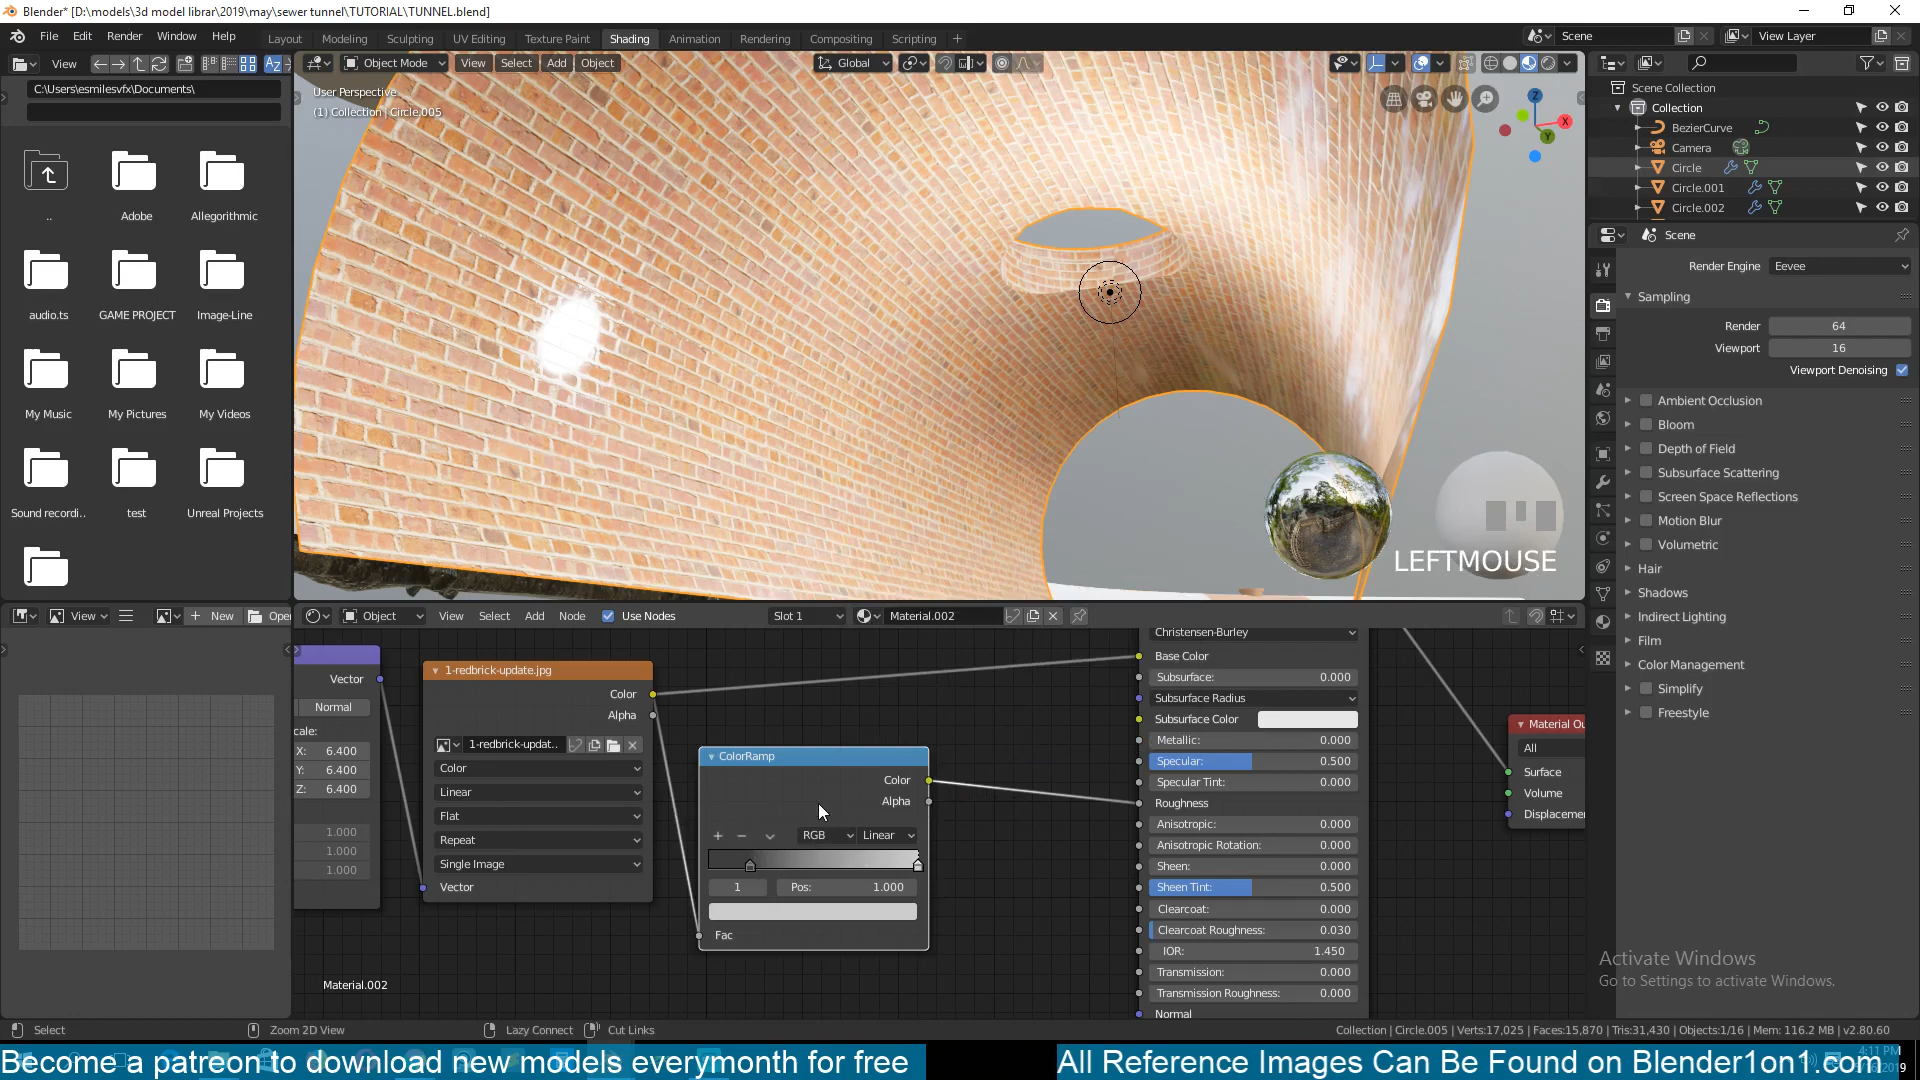 Blender* [D:\models\3d model librar\2019\may\sewer tunnel\TUTORIAL\TUNNEL.blend]
File Edit Render Window Help
Layout Modeling Sculpting UV Editing Texture Paint Shading Animation Rendering Compositing Scripting +
Scene
View Layer
View
C:\Users\esmilesvfx\Documents\
..
Adobe
Allegorithmic
audio.ts
GAME PROJECT
Image-Line
My Music
My Pictures
My Videos
Sound recordi..
test
Unreal Projects
Object Mode View Select Add Object
Global
User Perspective
(1) Collection | Circle.005
X
Y
Z
LEFTMOUSE
Scene Collection
Collection
BezierCurve
Camera
Circle
Circle.001
Circle.002
Scene
Render Engine Eevee
Sampling
Render 64
Viewport 16
Viewport Denoising
Ambient Occlusion
Bloom
Depth of Field
Subsurface Scattering
Screen Space Reflections
Motion Blur
Volumetric
Hair
Shadows
Indirect Lighting
Film
Color Management
Simplify
Freestyle
View
New
Open
Object View Select Add Node Use Nodes
Slot 1
Material.002
Vector
Normal
cale:
X: 6.400
Y: 6.400
Z: 6.400
1.000
1.000
1.000
1-redbrick-update.jpg
Color
Alpha
1-redbrick-updat..
Color
Linear
Flat
Repeat
Single Image
Vector
ColorRamp
Color
Alpha
+ − RGB Linear
1 Pos: 1.000
Fac
Christensen-Burley
Base Color
Subsurface: 0.000
Subsurface Radius
Subsurface Color
Metallic: 0.000
Specular: 0.500
Specular Tint: 0.000
Roughness
Anisotropic: 0.000
Anisotropic Rotation: 0.000
Sheen: 0.000
Sheen Tint: 0.500
Clearcoat: 0.000
Clearcoat Roughness: 0.030
IOR: 1.450
Transmission: 0.000
Transmission Roughness: 0.000
Normal
Material Ou
All
Surface
Volume
Displacemen
Material.002
Activate Windows
Go to Settings to activate Windows.
Select
Zoom 2D View
Lazy Connect
Cut Links
Collection | Circle.005 | Verts:17,025 | Faces:15,870 | Tris:31,430 | Objects:1/16 | Mem: 116.2 MB | v2.80.60
Become a patreon to download new models everymonth for free
All Reference Images Can Be Found on Blender1on1.com
4:11 PM